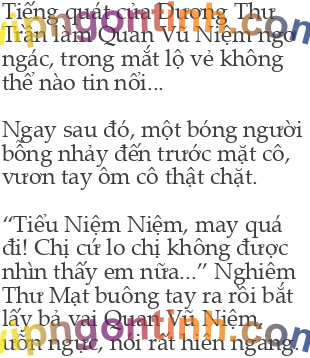 Tiếng quát của Dương Thư
Trần làm Quan Vũ Niệm ngơ
ngác, trong mắt lộ vẻ không
thể nào tin nổi...
Ngay sau đó, một bóng người
bỗng nhảy đến trước mặt cô,
vươn tay ôm cô thật chặt.
“Tiểu Niệm Niệm, may quá
đi! Chị cứ lo chị không được
nhìn thấy em nữa...” Nghiêm
Thư Mạt buông tay ra rồi bắt
lấy bả vai Quan Vũ Niệm,
ưỡn ngực, nói rất hiên ngang